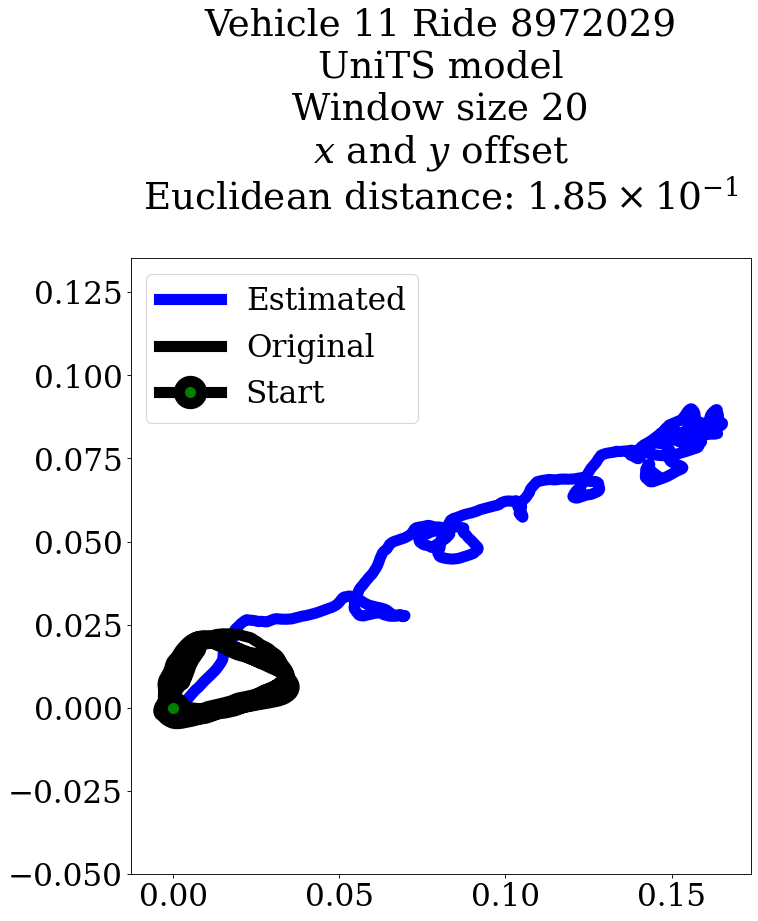 Vehicle 11 Ride 8972029
UniTS model
Window size 20
x and y offset
Euclidean distance: 1.85 × 10⁻¹
Estimated
Original
Start
0.125
0.100
0.075
0.050
0.025
0.000
−0.025
−0.050
0.00 0.05 0.10 0.15